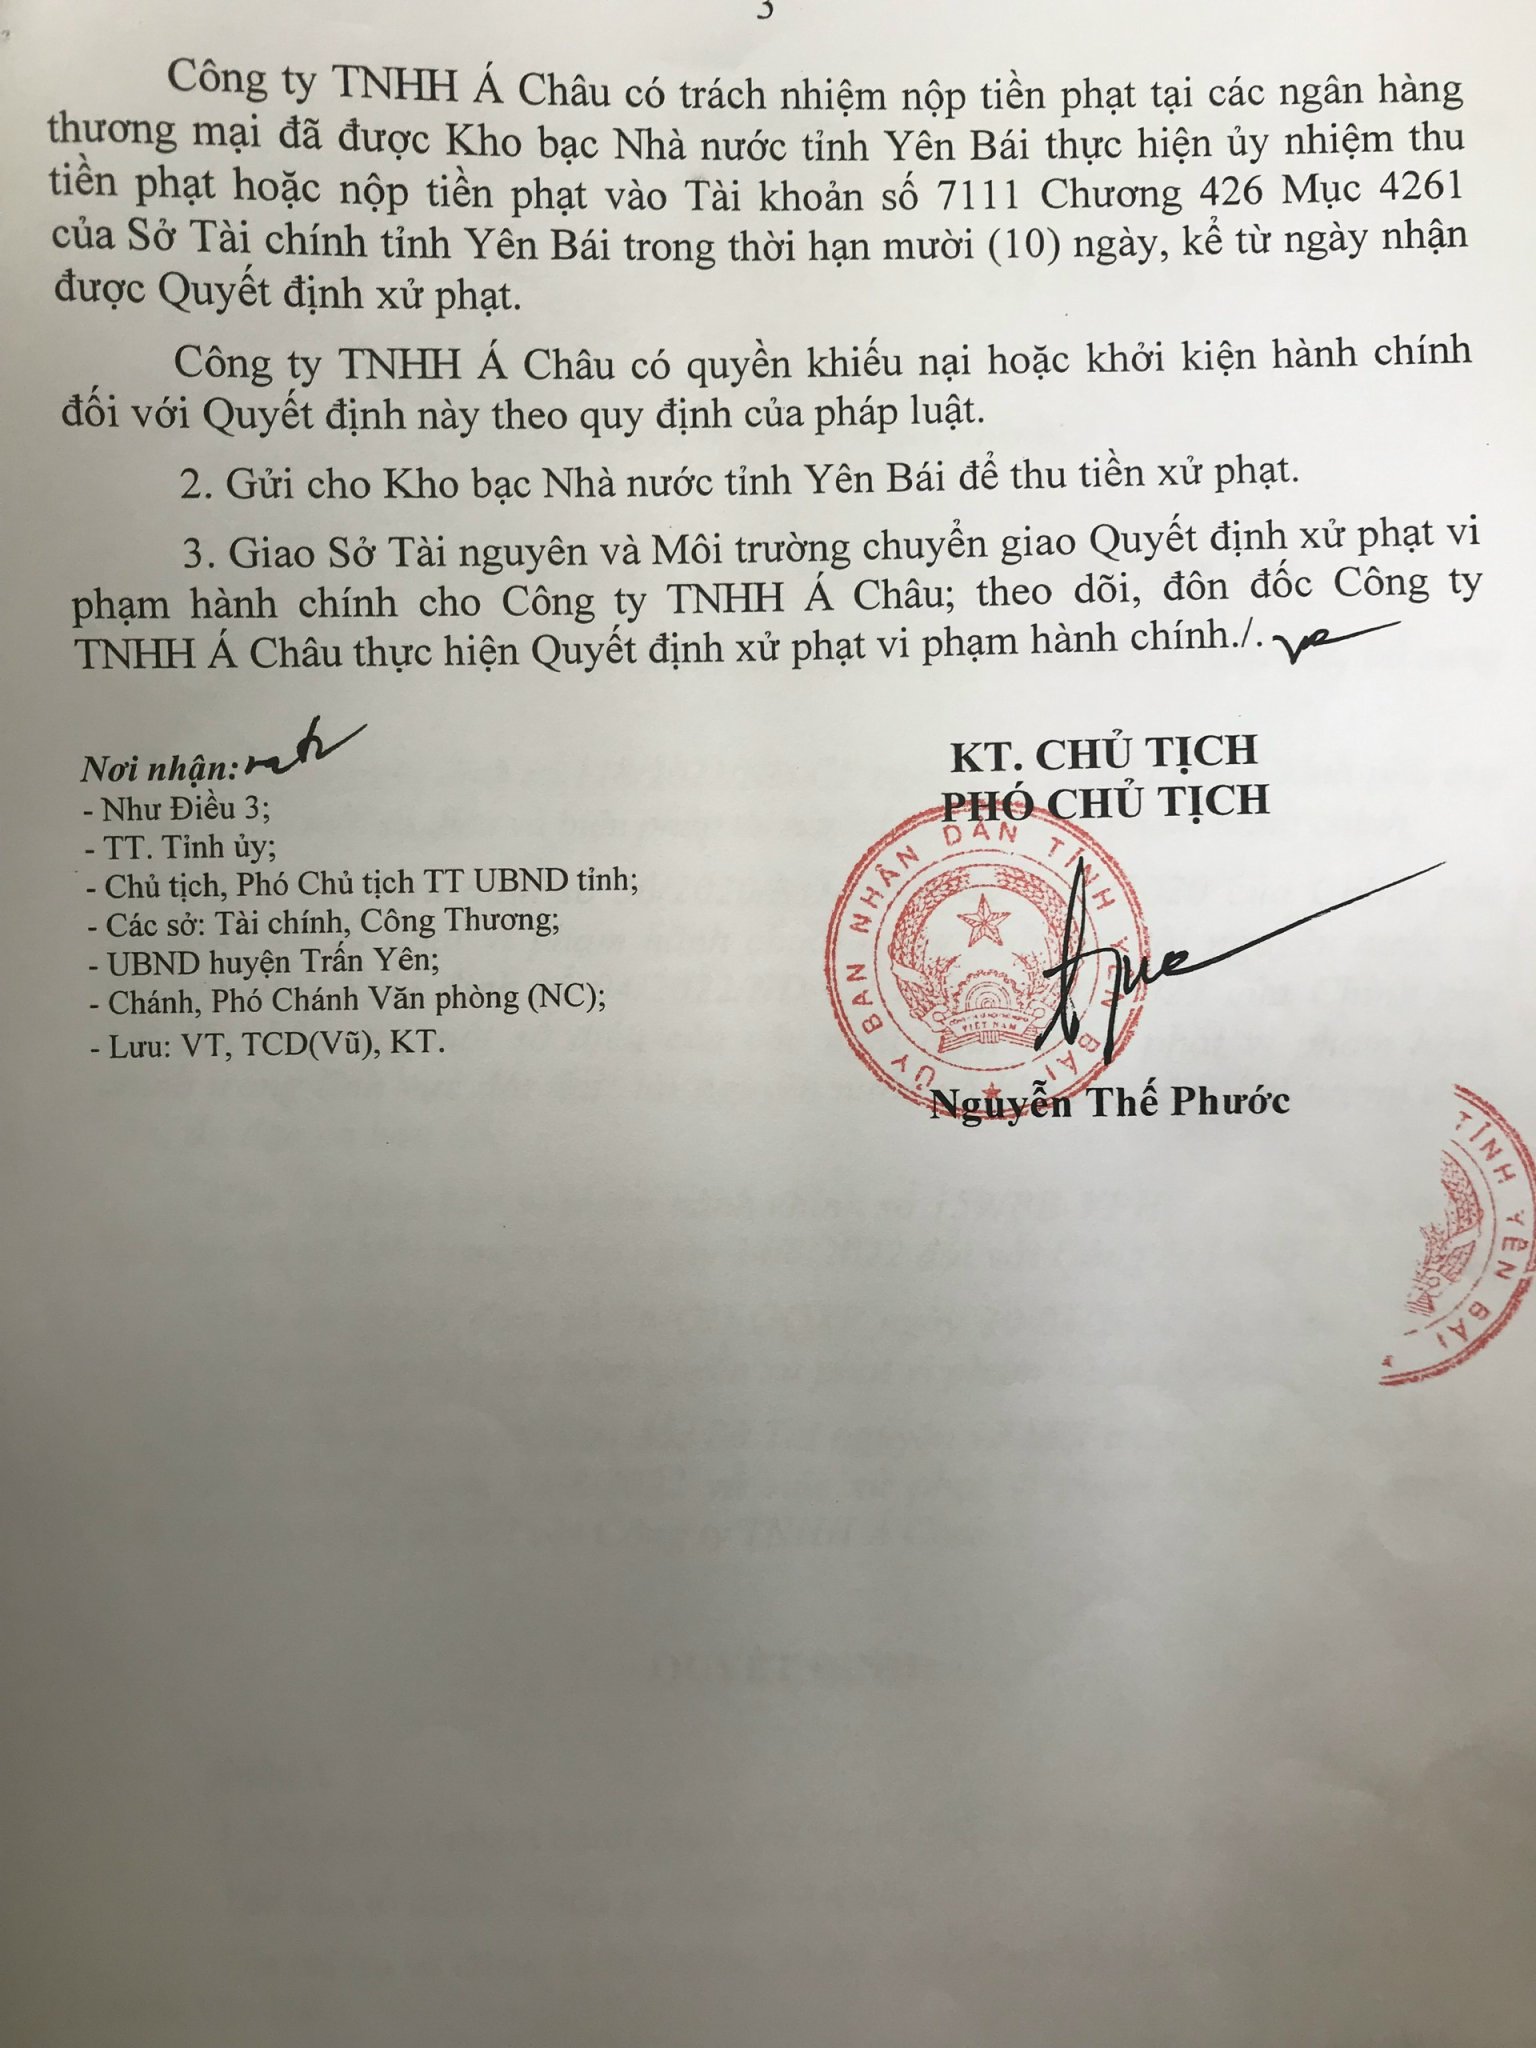 3
Công ty TNHH Á Châu có trách nhiệm nộp tiền phạt tại các ngân hàng
thương mại đã được Kho bạc Nhà nước tỉnh Yên Bái thực hiện ủy nhiệm thu
tiền phạt hoặc nộp tiền phạt vào Tài khoản số 7111 Chương 426 Mục 4261
của Sở Tài chính tỉnh Yên Bái trong thời hạn mười (10) ngày, kể từ ngày nhận
được Quyết định xử phạt.
Công ty TNHH Á Châu có quyền khiếu nại hoặc khởi kiện hành chính
đối với Quyết định này theo quy định của pháp luật.
2. Gửi cho Kho bạc Nhà nước tỉnh Yên Bái để thu tiền xử phạt.
3. Giao Sở Tài nguyên và Môi trường chuyển giao Quyết định xử phạt vi
phạm hành chính cho Công ty TNHH Á Châu; theo dõi, đôn đốc Công ty
TNHH Á Châu thực hiện Quyết định xử phạt vi phạm hành chính./.
Nơi nhận:
- Như Điều 3;
- TT. Tỉnh ủy;
- Chủ tịch, Phó Chủ tịch TT UBND tỉnh;
- Các sở: Tài chính, Công Thương;
- UBND huyện Trấn Yên;
- Chánh, Phó Chánh Văn phòng (NC);
- Lưu: VT, TCD(Vũ), KT.
KT. CHỦ TỊCH
PHÓ CHỦ TỊCH
ỦY BAN NHÂN DÂN TỈNH YÊN BÁI
VIỆT NAM
Nguyễn Thế Phước
TỈNH YÊN BÁI